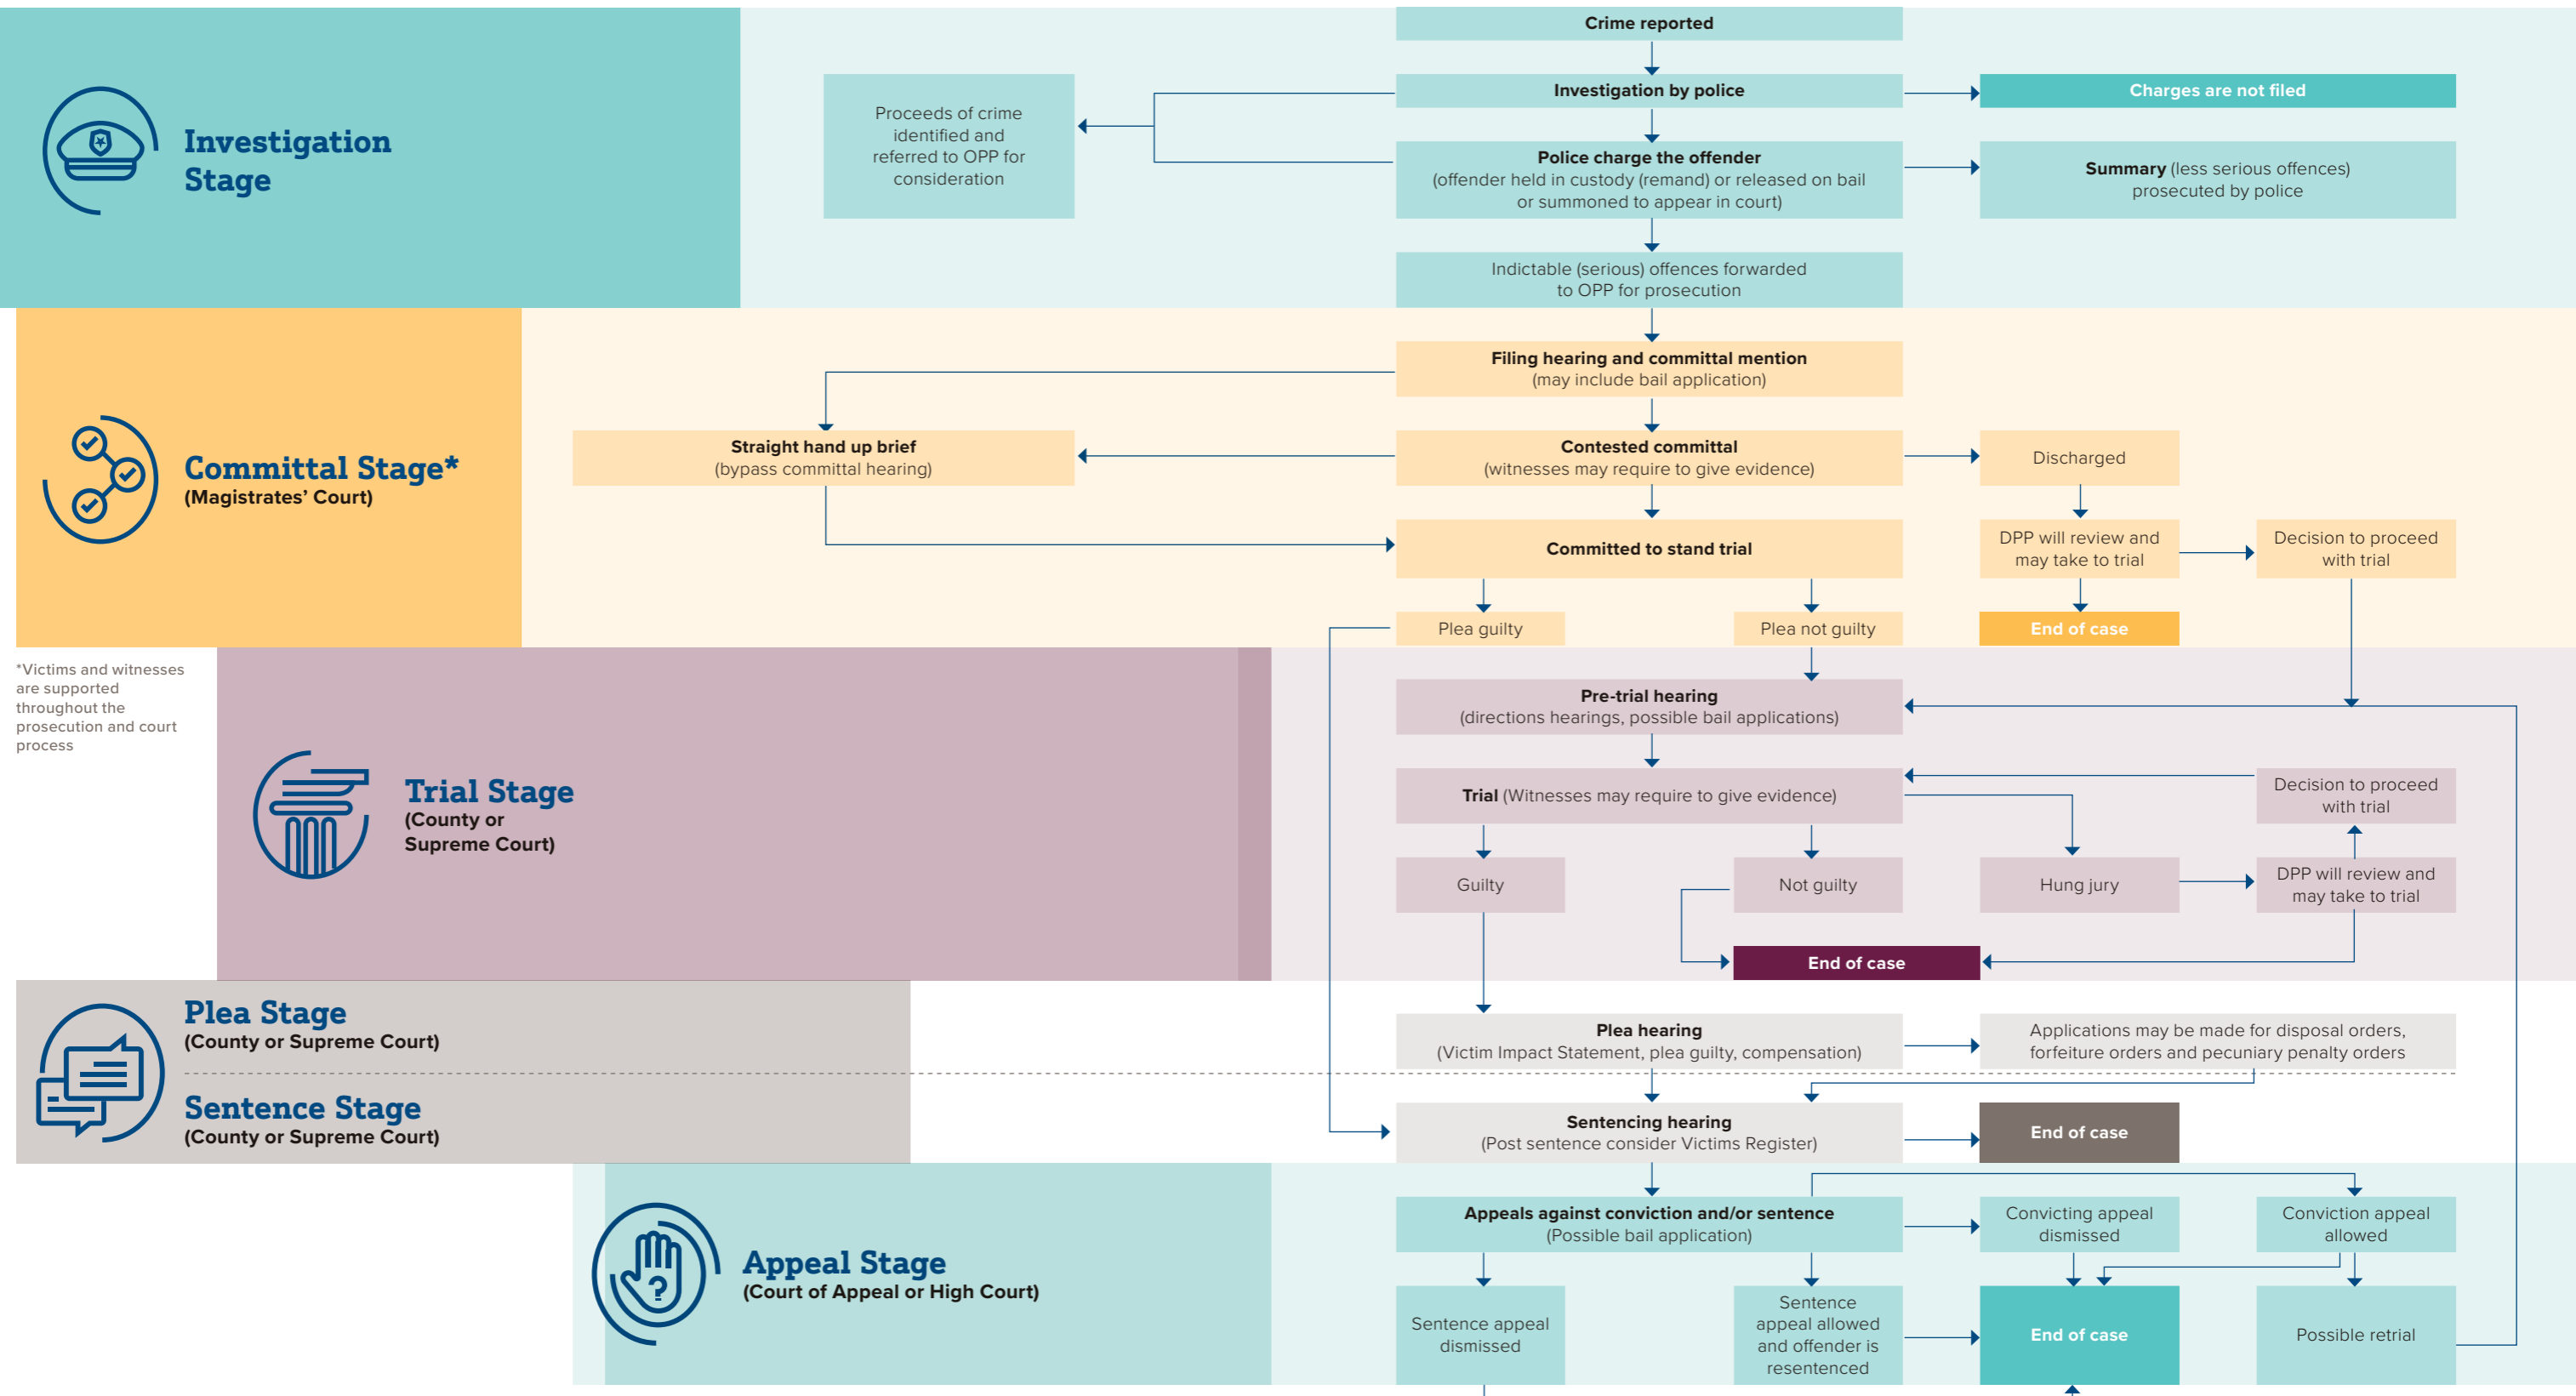 Crime reported
Investigation
Stage
Proceeds of crime
identified and
referred to OPP for
consideration
Investigation by police
Charges are not filed
Police charge the offender
(offender held in custody (remand) or released on bail
or summoned to appear in court)
Summary (less serious offences)
prosecuted by police
Indictable (serious) offences forwarded
to OPP for prosecution
Committal Stage*
(Magistrates’ Court)
Filing hearing and committal mention
(may include bail application)
Straight hand up brief
(bypass committal hearing)
Contested committal
(witnesses may require to give evidence)
Discharged
Committed to stand trial
DPP will review and
may take to trial
Decision to proceed
with trial
Plea guilty
Plea not guilty
End of case
*Victims and witnesses
are supported
throughout the
prosecution and court
process
Trial Stage
(County or
Supreme Court)
Pre-trial hearing
(directions hearings, possible bail applications)
Trial (Witnesses may require to give evidence)
Decision to proceed
with trial
Guilty
Not guilty
Hung jury
DPP will review and
may take to trial
End of case
Plea Stage
(County or Supreme Court)
Plea hearing
(Victim Impact Statement, plea guilty, compensation)
Applications may be made for disposal orders,
forfeiture orders and pecuniary penalty orders
Sentence Stage
(County or Supreme Court)
Sentencing hearing
(Post sentence consider Victims Register)
End of case
Appeal Stage
(Court of Appeal or High Court)
Appeals against conviction and/or sentence
(Possible bail application)
Convicting appeal
dismissed
Conviction appeal
allowed
Sentence appeal
dismissed
Sentence
appeal allowed
and offender is
resentenced
End of case
Possible retrial